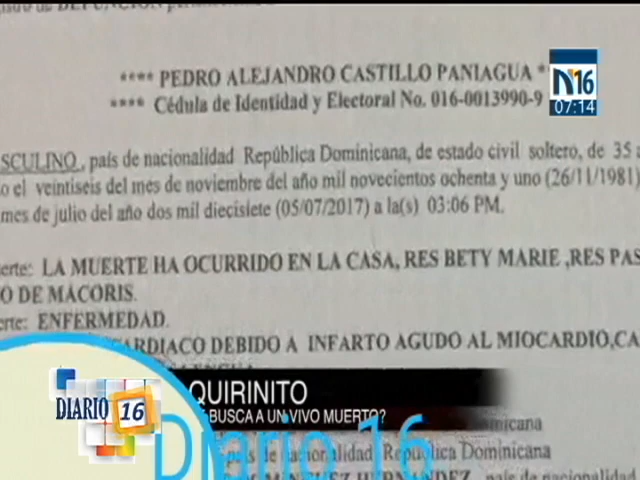 DEFUNCIÓN
**** PEDRO ALEJANDRO CASTILLO PANIAGUA *
**** Cédula de Identidad y Electoral No. 016-0013990-9
N16
07:14
SCULINO, país de nacionalidad República Dominicana, de estado civil soltero, de 35 a
o el veintiseis del mes de noviembre del año mil novecientos ochenta y uno (26/11/1981)
mes de julio del año dos mil diecisiete (05/07/2017) a la(s) 03:06 PM.
erte: LA MUERTE HA OCURRIDO EN LA CASA, RES BETY MARIE ,RES PAS
O DE MACORIS.
erte: ENFERMEDAD.
CARDIACO DEBIDO A INFARTO AGUDO AL MIOCARDIO,CA
QUIRINITO
BUSCA A UN VIVO MUERTO?
DIARIO 16
Diario 16
minicana
país de nacionalidad República Dominicana
país de nacionalidad